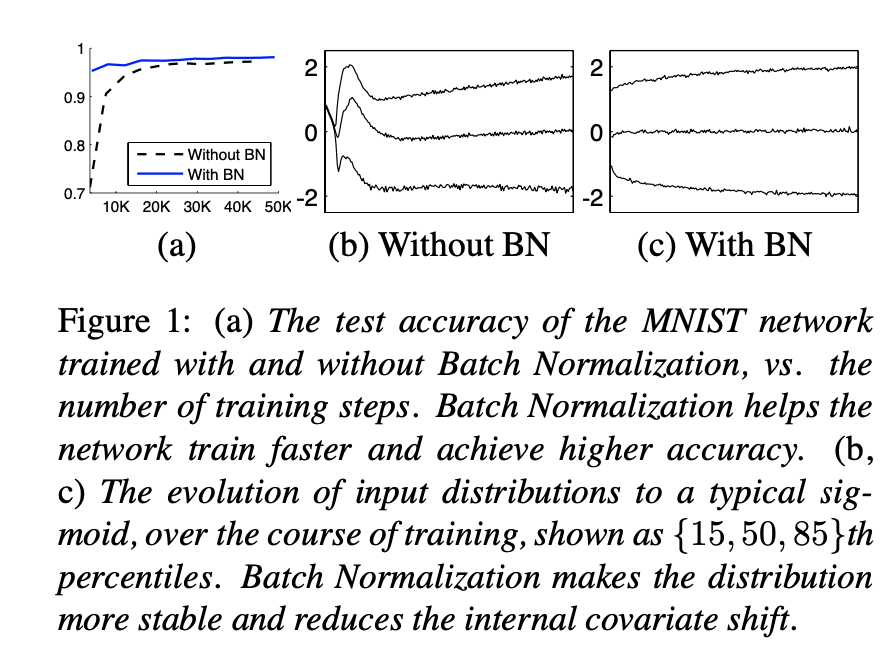 1
0.9
0.8
0.7
10K 20K 30K 40K 50K
Without BN
With BN
(a)
2
0
-2
(b) Without BN
2
0
-2
(c) With BN
Figure 1: (a) The test accuracy of the MNIST network
trained with and without Batch Normalization, vs. the
number of training steps. Batch Normalization helps the
network train faster and achieve higher accuracy. (b,
c) The evolution of input distributions to a typical sig-
moid, over the course of training, shown as {15, 50, 85}th
percentiles. Batch Normalization makes the distribution
more stable and reduces the internal covariate shift.